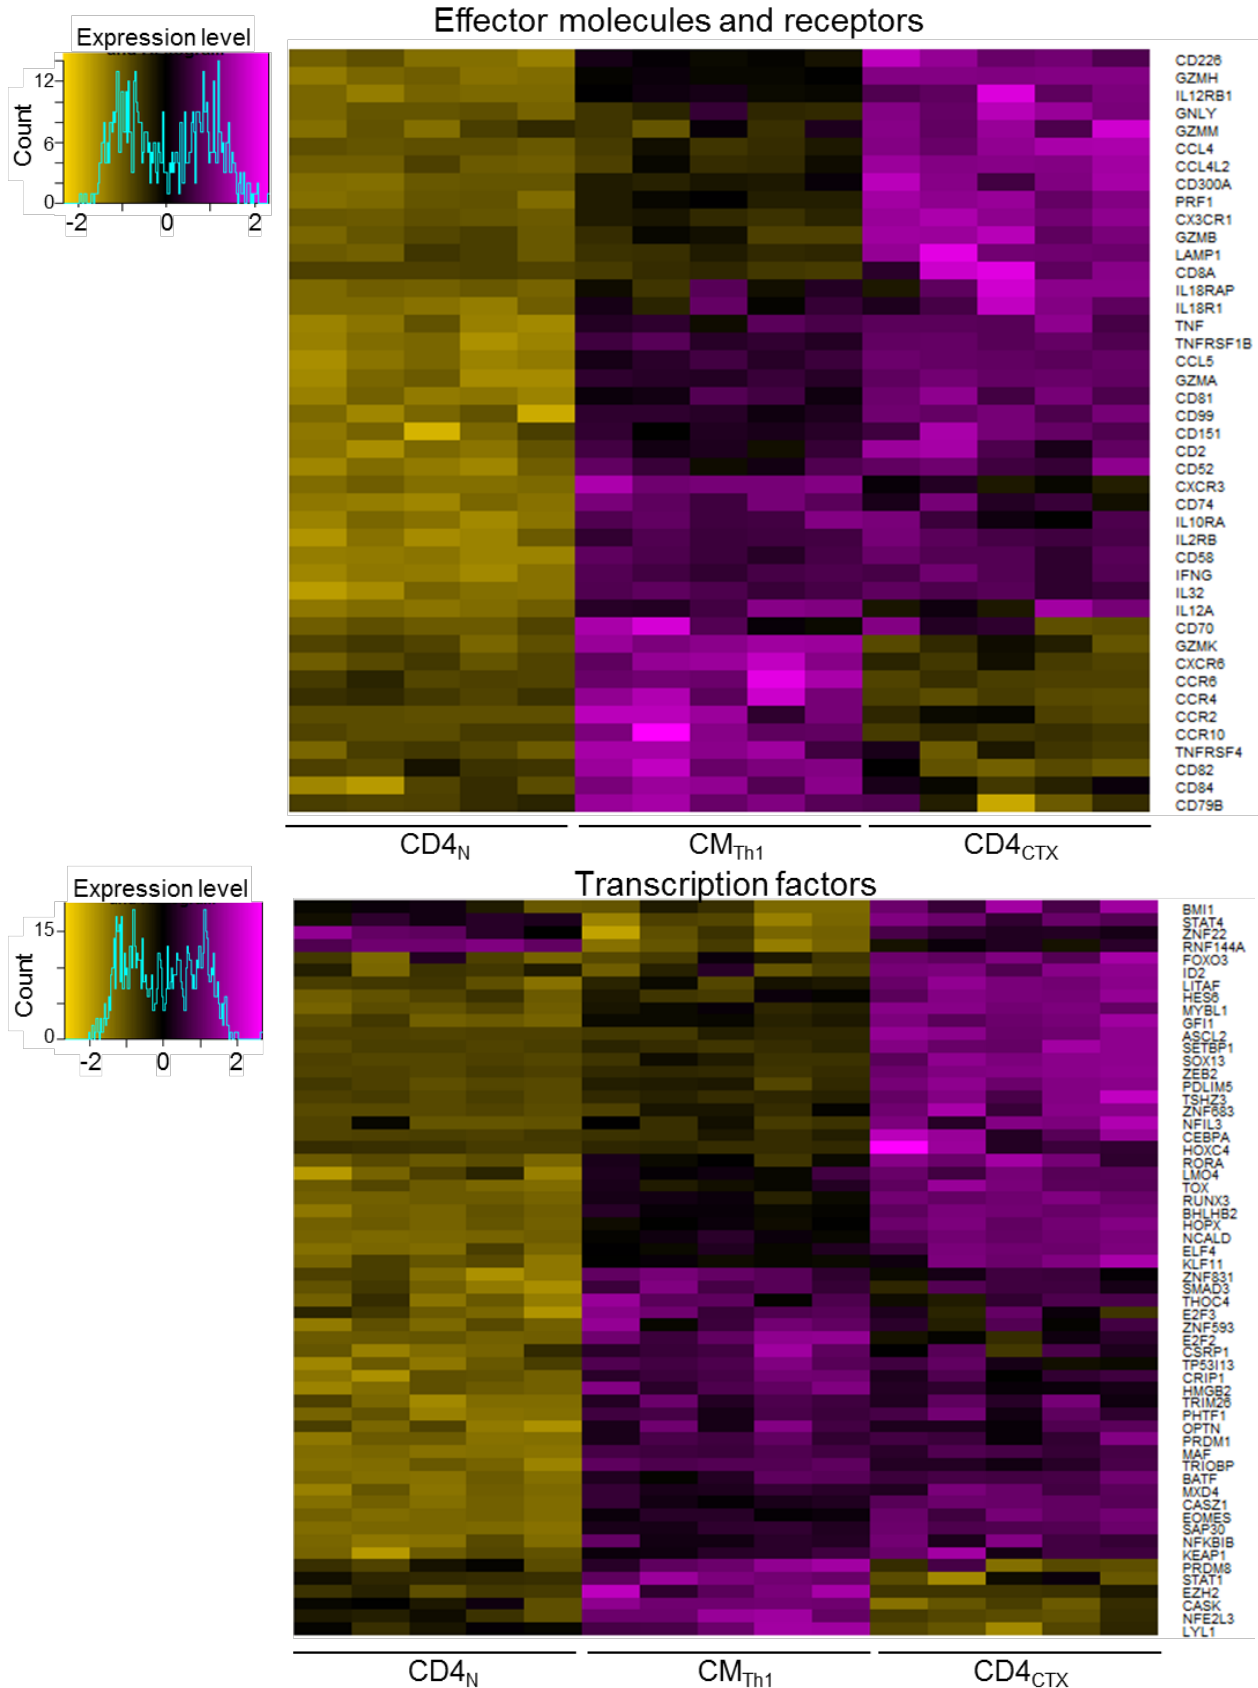 Effector molecules and receptors
Expression level
Count
12
6
0
-2 0 2
CD226
GZMH
IL12RB1
GNLY
GZMM
CCL4
CCL4L2
CD300A
PRF1
CX3CR1
GZMB
LAMP1
CD8A
IL18RAP
IL18R1
TNF
TNFRSF1B
CCL5
GZMA
CD81
CD99
CD151
CD2
CD52
CXCR3
CD74
IL10RA
IL2RB
CD58
IFNG
IL32
IL12A
CD70
GZMK
CXCR6
CCR6
CCR4
CCR2
CCR10
TNFRSF4
CD82
CD84
CD79B
CD4N CMTh1 CD4CTX
Transcription factors
Expression level
Count
15
0
-2 0 2
BMI1
STAT4
ZNF22
RNF144A
FOXO3
ID2
LITAF
HES6
MYBL1
GFI1
ASCL2
SETBP1
SOX13
ZEB2
PDLIM5
TSHZ3
ZNF683
NFIL3
CEBPA
HOXC4
RORA
LMO4
TOX
RUNX3
BHLHB2
HOPX
NCALD
ELF4
KLF11
ZNF831
SMAD3
THOC4
E2F3
ZNF593
E2F2
CSRP1
TP53I13
CRIP1
HMGB2
TRIM26
PHTF1
OPTN
PRDM1
MAF
TRIOBP
BATF
MXD4
CASZ1
EOMES
SAP30
NFKBIB
KEAP1
PRDM8
STAT1
EZH2
CASK
NFE2L3
LYL1
CD4N CMTh1 CD4CTX